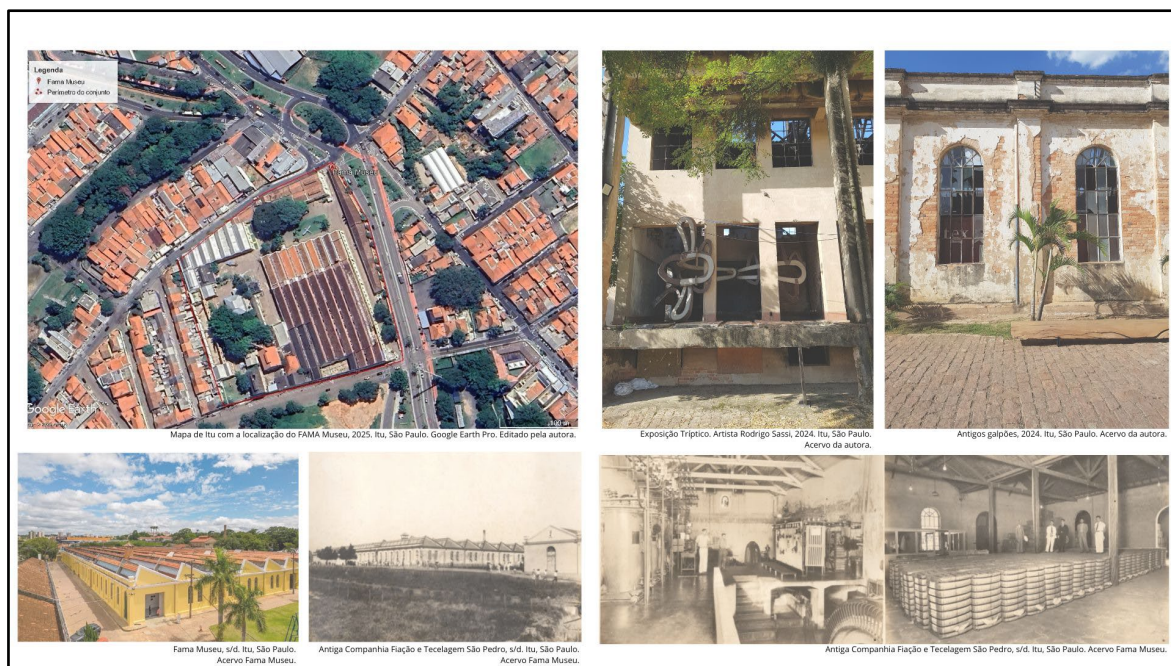 Legenda
Fama Museu
Perímetro do conjunto
Google Earth
100 m
Mapa de Itu com a localização do FAMA Museu, 2025. Itu, São Paulo. Google Earth Pro. Editado pela autora.
Exposição Tríptico. Artista Rodrigo Sassi, 2024. Itu, São Paulo.
Acervo da autora.
Antigos galpões, 2024. Itu, São Paulo. Acervo da autora.
Fama Museu, s/d. Itu, São Paulo.
Acervo Fama Museu.
Antiga Companhia Fiação e Tecelagem São Pedro, s/d. Itu, São Paulo.
Acervo Fama Museu.
Antiga Companhia Fiação e Tecelagem São Pedro, s/d. Itu, São Paulo. Acervo Fama Museu.